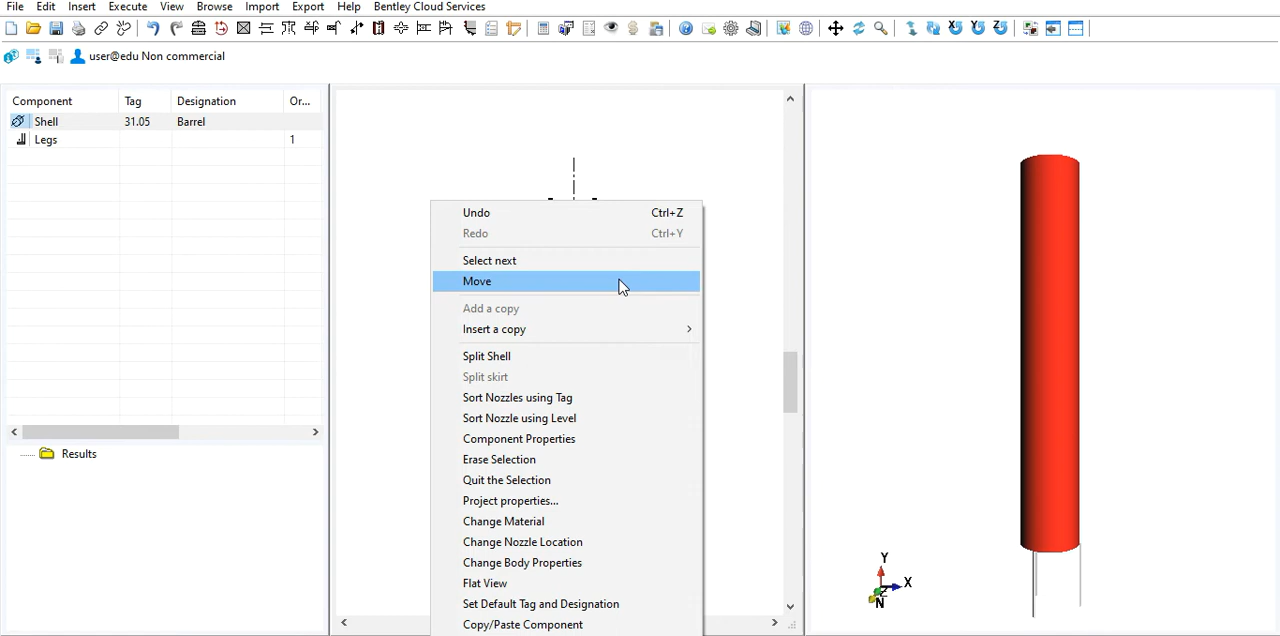 File Edit Insert Execute View Browse Import Export Help Bentley Cloud Services
user@edu Non commercial
Component Tag Designation Or...
Shell 31.05 Barrel
Legs 1
Results
Undo Ctrl+Z
Redo Ctrl+Y
Select next
Move
Add a copy
Insert a copy
Split Shell
Split skirt
Sort Nozzles using Tag
Sort Nozzle using Level
Component Properties
Erase Selection
Quit the Selection
Project properties...
Change Material
Change Nozzle Location
Change Body Properties
Flat View
Set Default Tag and Designation
Copy/Paste Component
Y
X
N